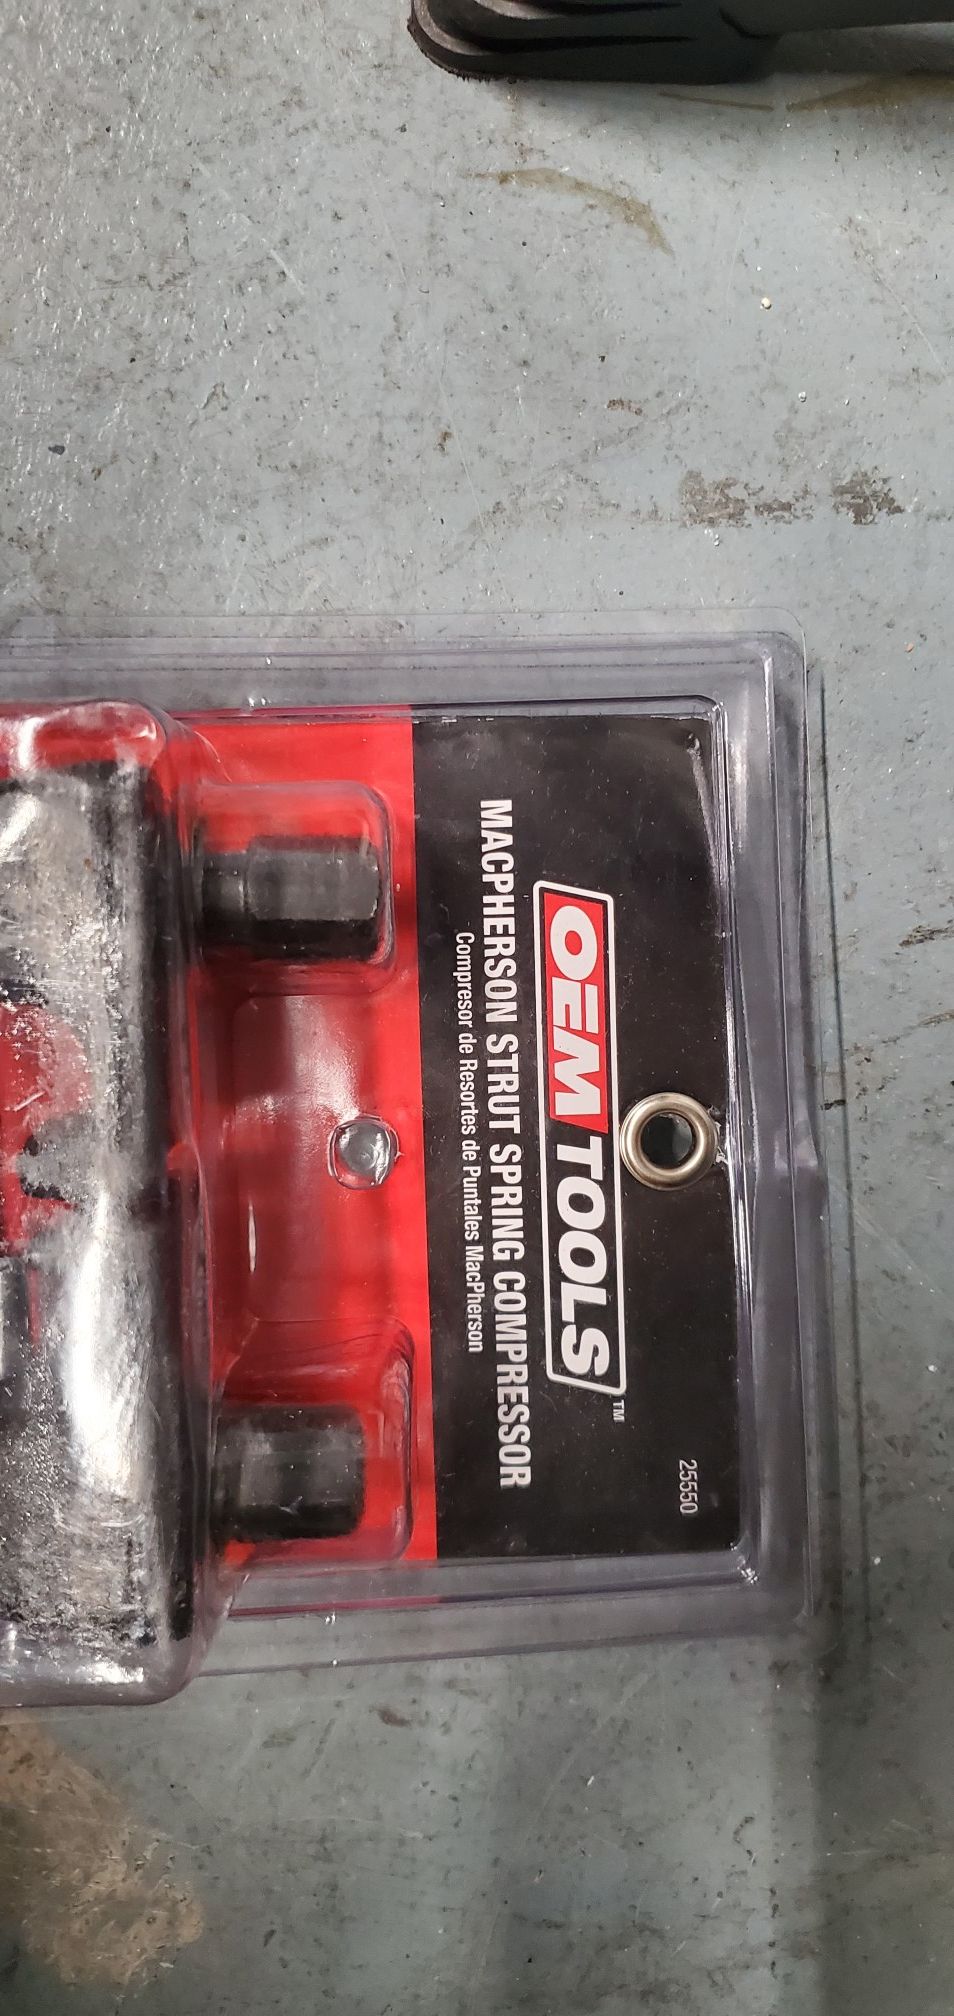 25550
OEM TOOLS™
MACPHERSON STRUT SPRING COMPRESSOR
Compresor de Resortes de Puntales MacPherson